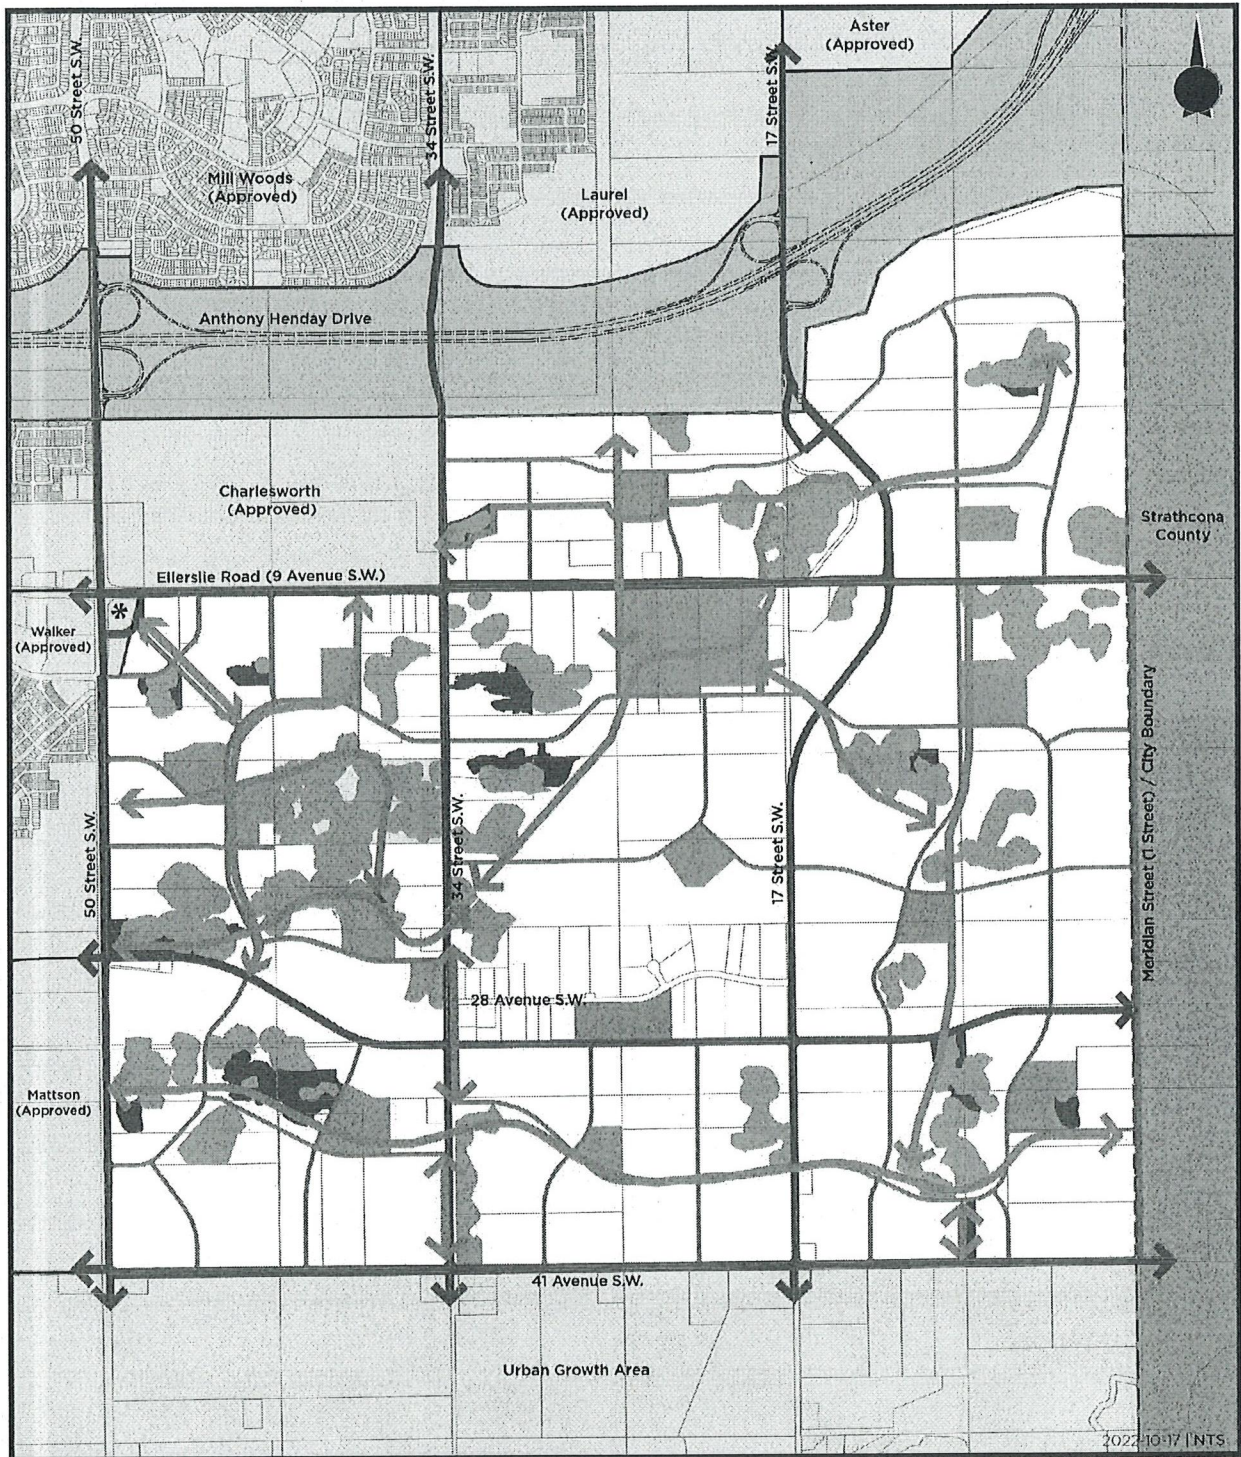 Aster
(Approved)
50 Street S.W.
34 Street S.W.
17 Street S.W.
Mill Woods
(Approved)
Laurel
(Approved)
Anthony Henday Drive
Charlesworth
(Approved)
Strathcona
County
Ellerslie Road (9 Avenue S.W.)
*
Walker
(Approved)
50 Street S.W.
34 Street S.W.
17 Street S.W.
Meridian Street (1 Street) / City Boundary
28 Avenue S.W.
Mattson
(Approved)
41 Avenue S.W.
Urban Growth Area
2022-10-17 | NTS